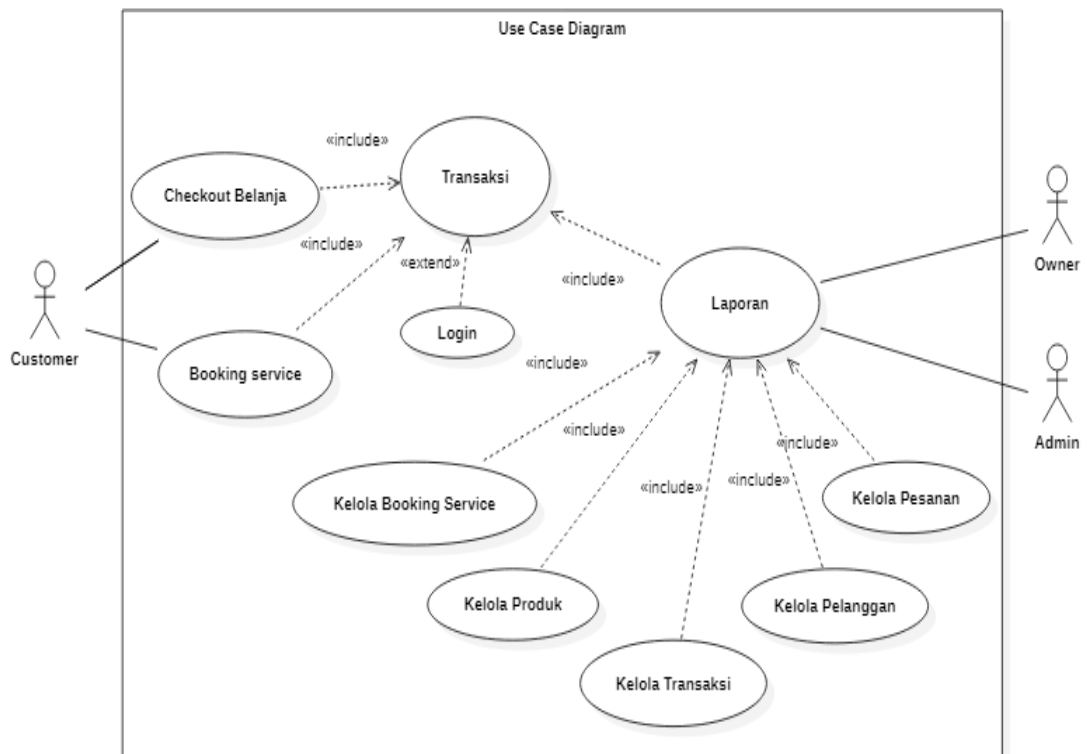 Use Case Diagram
«include»
Transaksi
Checkout Belanja
«include»
«extend»
Owner
«include»
Laporan
Login
Customer
«include»
Booking service
«include»
«include»
Admin
Kelola Booking Service
«include»
«include»
Kelola Pesanan
Kelola Produk
Kelola Pelanggan
Kelola Transaksi